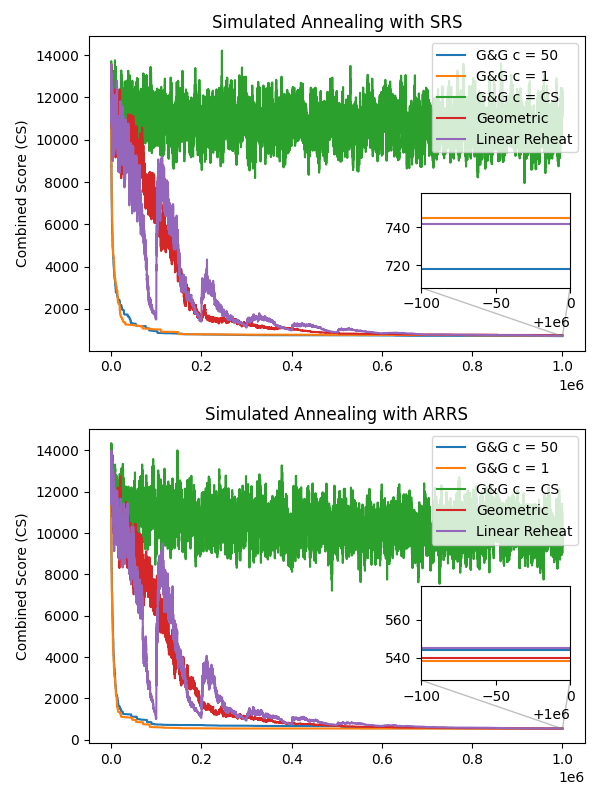 Simulated Annealing with SRS
Combined Score (CS)
14000
12000
10000
8000
6000
4000
2000
G&G c = 50
G&G c = 1
G&G c = CS
Geometric
Linear Reheat
740
720
−100
−50
0
+1e6
0.0
0.2
0.4
0.6
0.8
1.0
1e6
Simulated Annealing with ARRS
Combined Score (CS)
14000
12000
10000
8000
6000
4000
2000
0
G&G c = 50
G&G c = 1
G&G c = CS
Geometric
Linear Reheat
560
540
−100
−50
0
+1e6
0.0
0.2
0.4
0.6
0.8
1.0
1e6